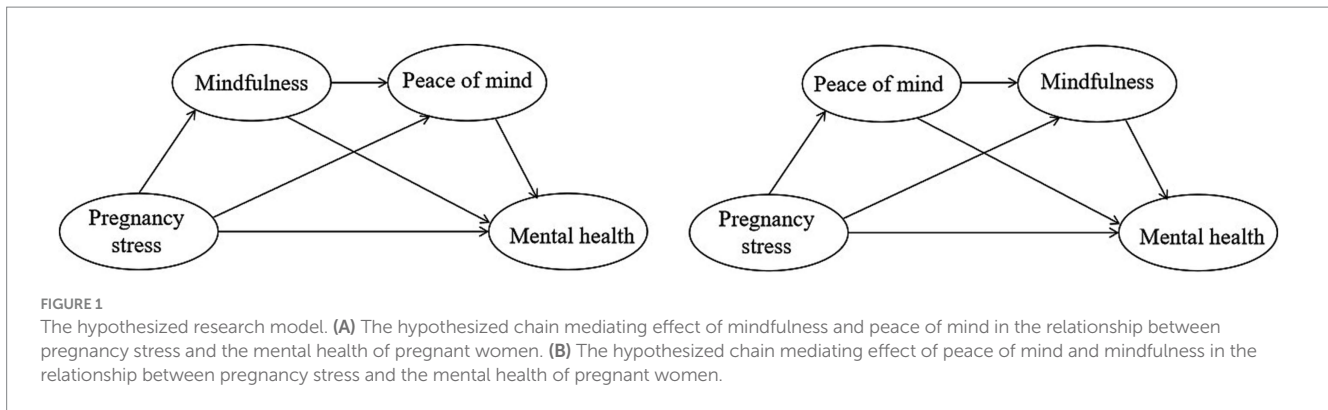 Mindfulness
Peace of mind
Pregnancy
stress
Mental health
Peace of mind
Mindfulness
Pregnancy
stress
Mental health
FIGURE 1
The hypothesized research model. (A) The hypothesized chain mediating effect of mindfulness and peace of mind in the relationship between
pregnancy stress and the mental health of pregnant women. (B) The hypothesized chain mediating effect of peace of mind and mindfulness in the
relationship between pregnancy stress and the mental health of pregnant women.